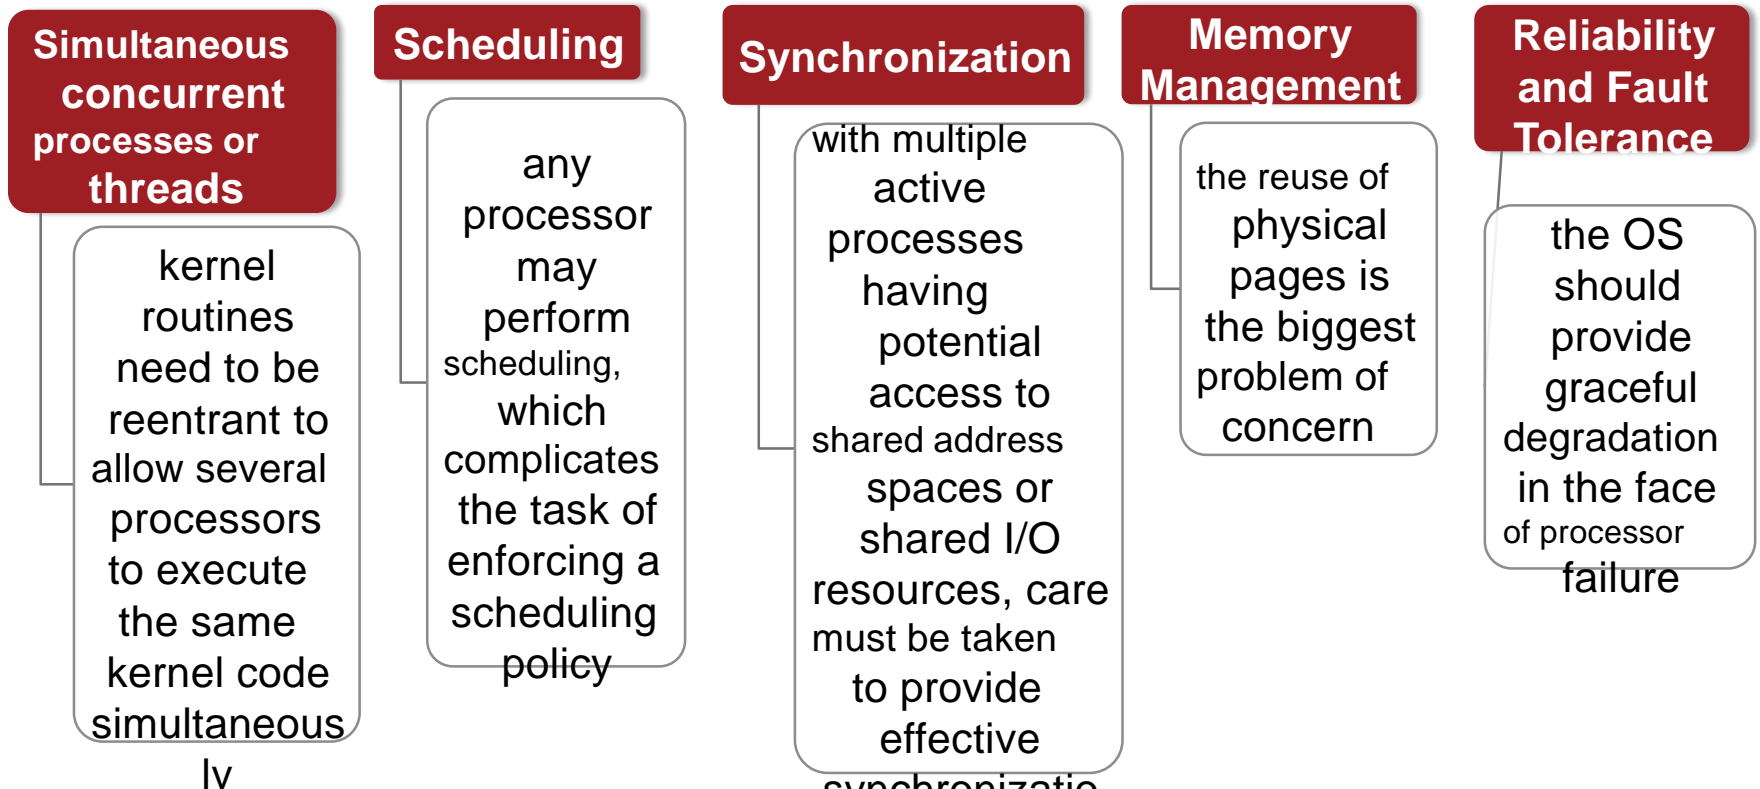 Simultaneous
concurrent
processes or
threads
kernel
routines
need to be
reentrant to
allow several
processors
to execute
the same
kernel code
simultaneous
ly
Scheduling
any
processor
may
perform
scheduling,
which
complicates
the task of
enforcing a
scheduling
policy
Synchronization
with multiple
active
processes
having
potential
access to
shared address
spaces or
shared I/O
resources, care
must be taken
to provide
effective
synchronizatio
Memory
Management
the reuse of
physical
pages is
the biggest
problem of
concern
Reliability
and Fault
Tolerance
the OS
should
provide
graceful
degradation
in the face
of processor
failure